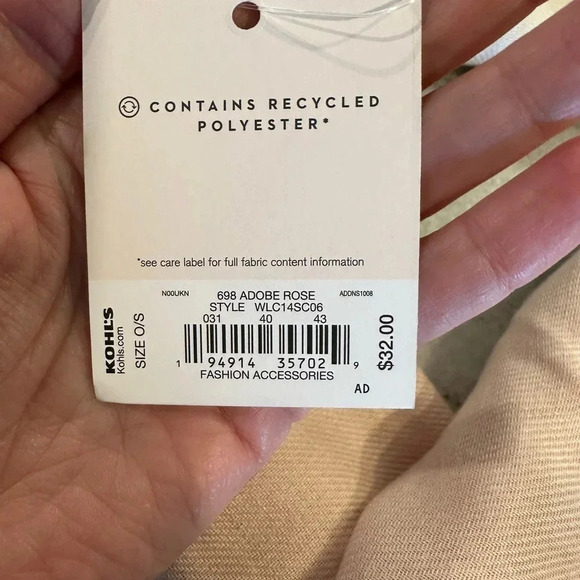 CONTAINS RECYCLED
POLYESTER*
*see care label for full fabric content information
N00UKN 698 ADOBE ROSE ADDNS1008
STYLE WLC14SC06
031 40 43
1 94914 35702 9
FASHION ACCESSORIES
AD
KOHL'S
Kohls.com
SIZE O/S
$32.00